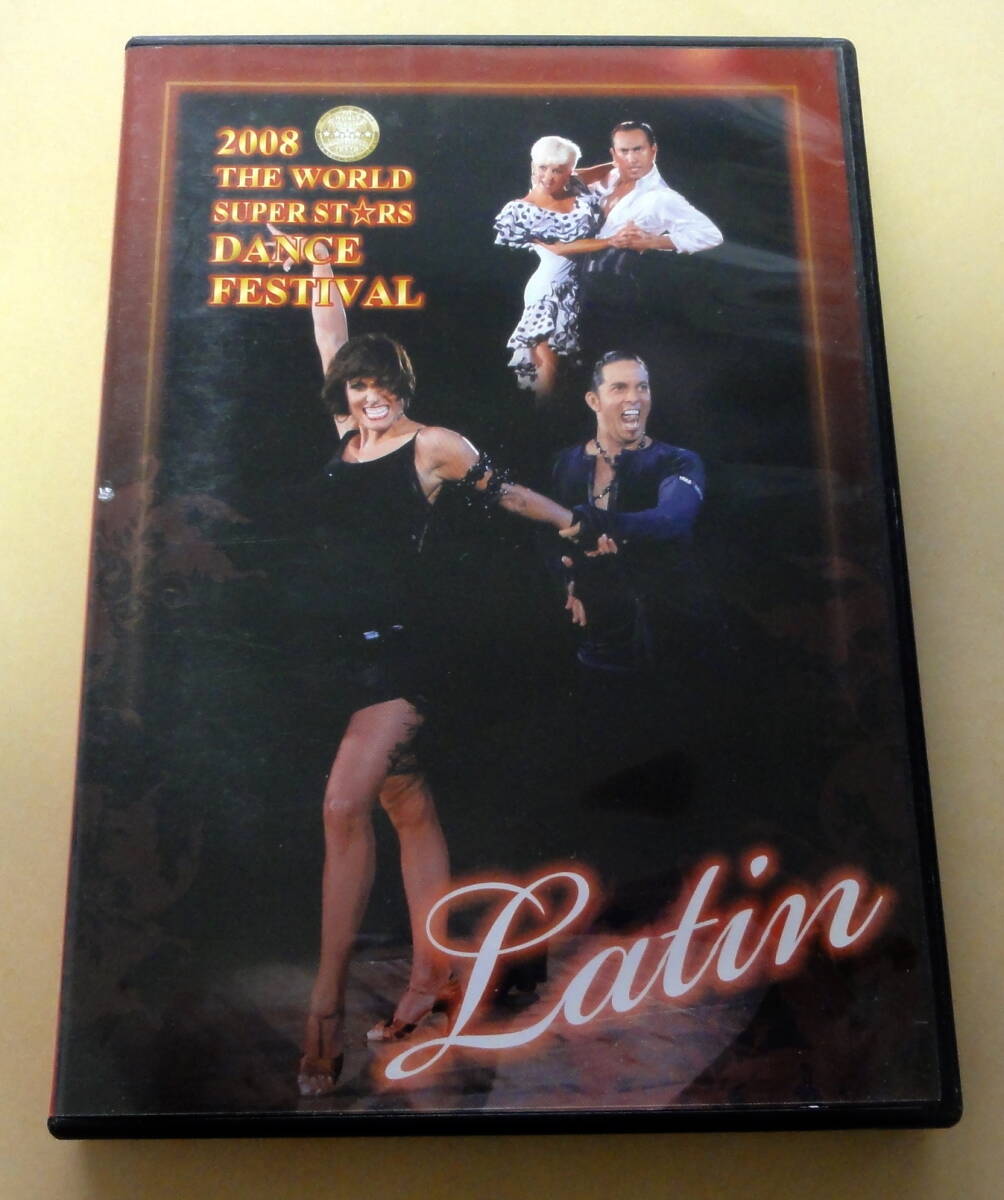 2008
THE WORLD
SUPER ST☆RS
DANCE
FESTIVAL
Latin